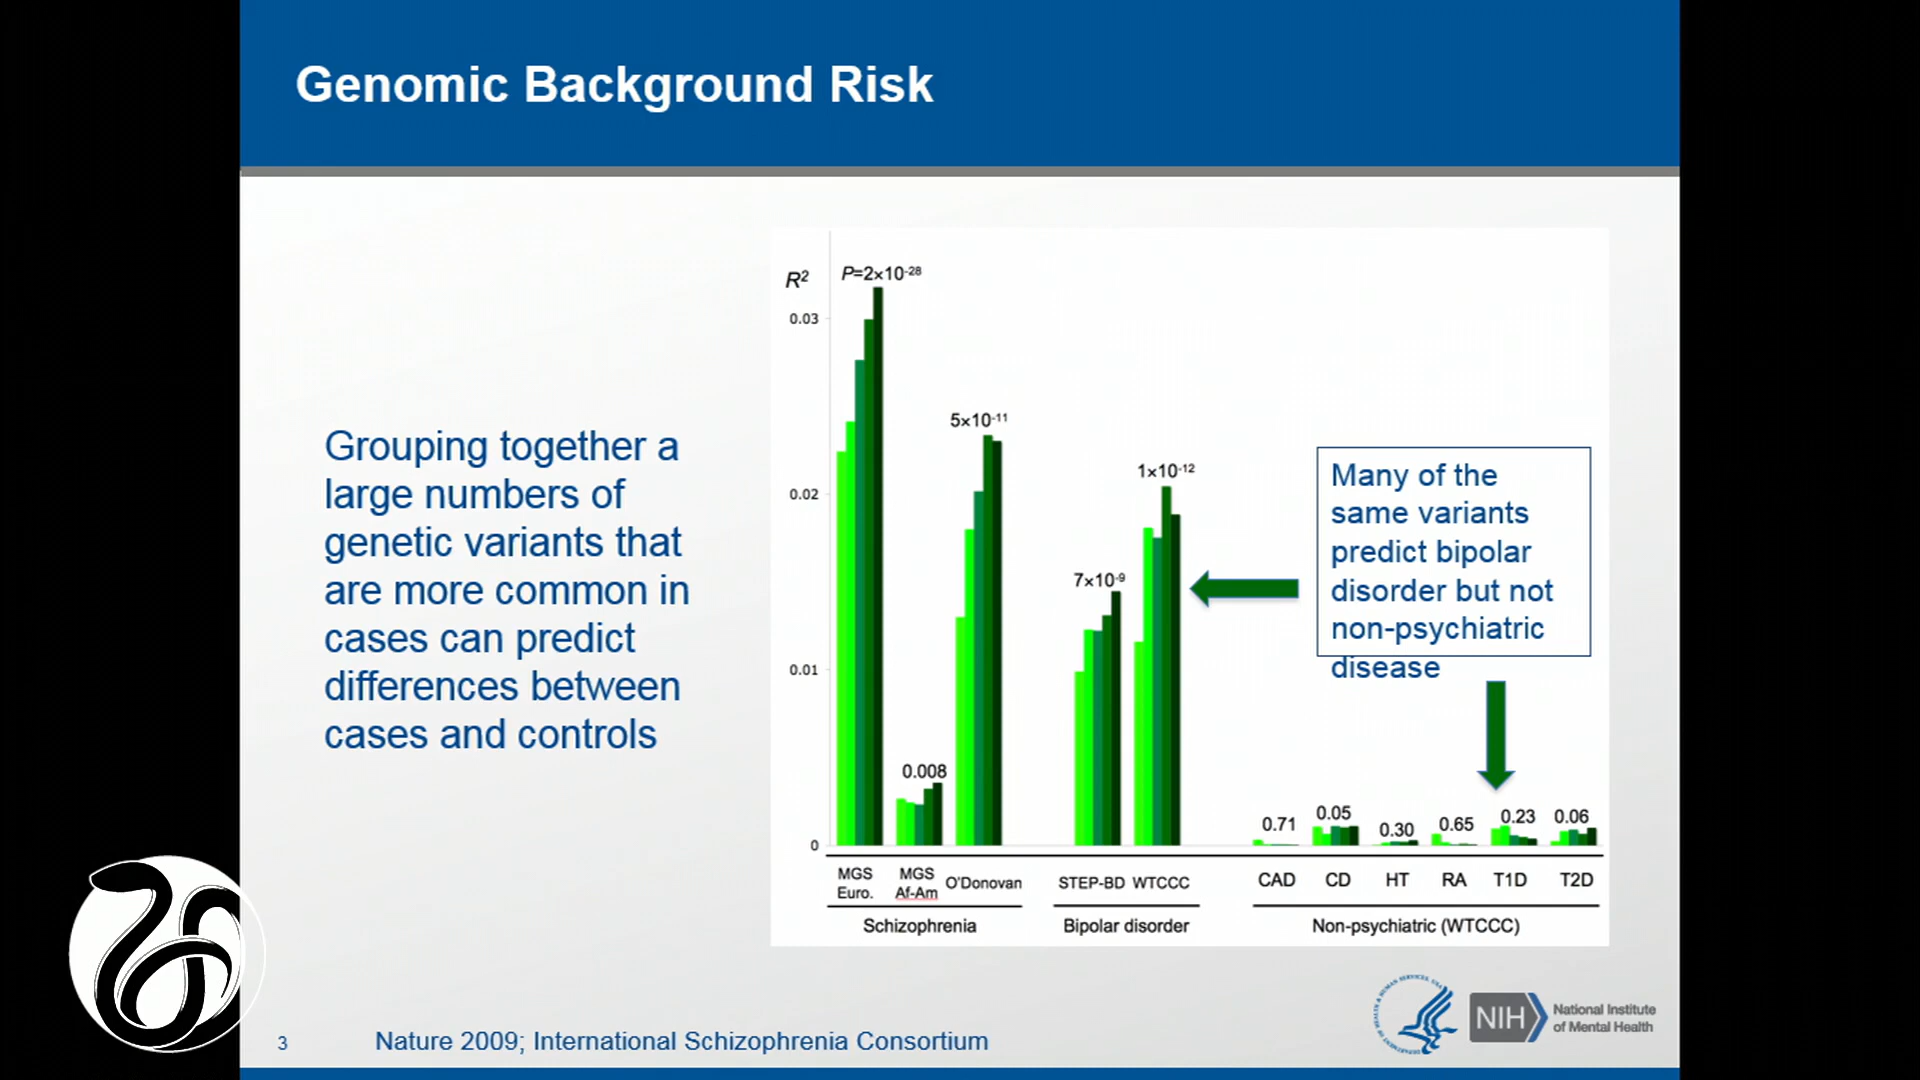 Genomic Background Risk
Grouping together a
large numbers of
genetic variants that
are more common in
cases can predict
differences between
cases and controls
R²
P=2×10⁻²⁸
0.03
5×10⁻¹¹
1×10⁻¹²
0.02
7×10⁻⁹
0.01
0.008
0
0.71
0.05
0.30
0.65
0.23
0.06
Many of the
same variants
predict bipolar
disorder but not
non-psychiatric
disease
MGS
Euro.
MGS
Af-Am
O'Donovan
STEP-BD
WTCCC
CAD
CD
HT
RA
T1D
T2D
Schizophrenia
Bipolar disorder
Non-psychiatric (WTCCC)
NIH
National Institute
of Mental Health
3
Nature 2009; International Schizophrenia Consortium